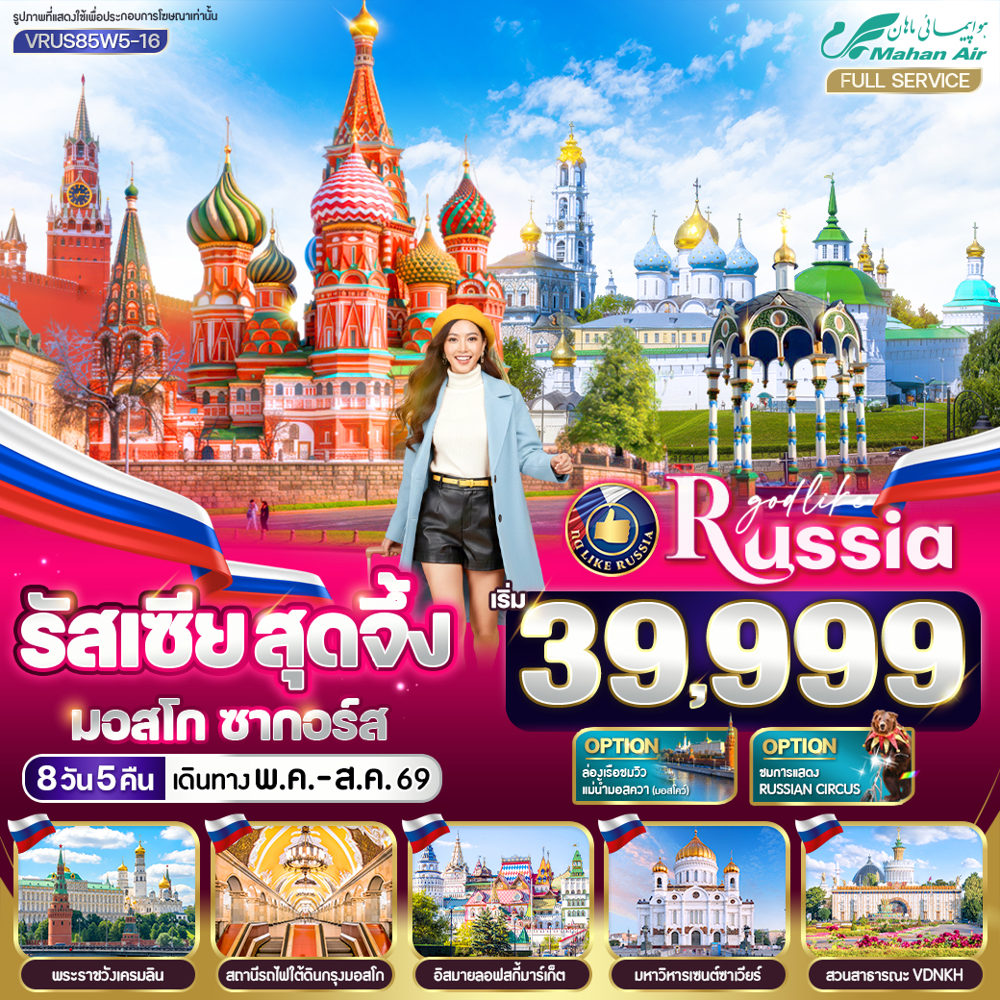 รูปภาพที่แสดงใช้เพื่อประกอบการโฆษณาเท่านั้น
VRUS85W5-16
هواپیمائی ماهان
Mahan Air
FULL SERVICE
กด LIKE RUSSIA
godlike
Russia
รัสเซีย สุดจึ้ง
มอสโก ซากอร์ส
8 วัน 5 คืน เดินทาง พ.ค. - ส.ค. 69
เริ่ม
39,999
OPTION
ล่องเรือชมวิว
แม่น้ำมอสควา (มอสโคว์)
OPTION
ชมการแสดง
RUSSIAN CIRCUS
พระราชวังเครมลิน
สถานีรถไฟใต้ดินกรุงมอสโก
อิสมายลอฟสกี้มาร์เก็ต
มหาวิหารเซนต์ซาเวียร์
สวนสาธารณะ VDNKH